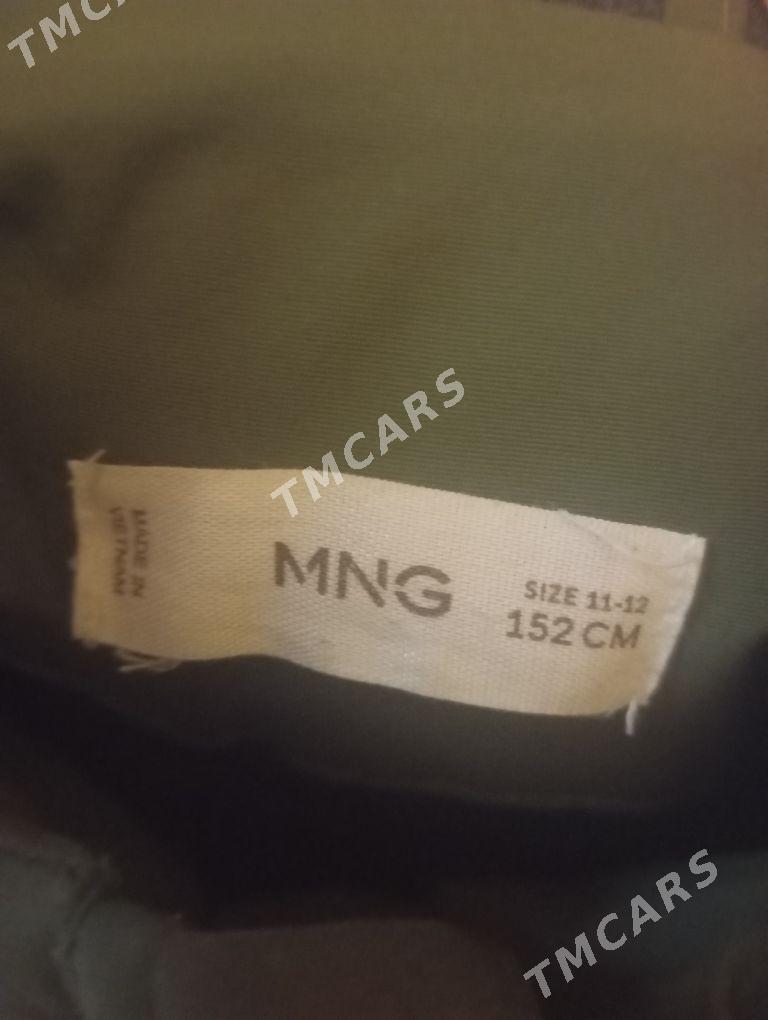 TMCARS
TMCARS
MADE IN
VIETNAM
MNG
SIZE 11-12
152 CM
TMCARS